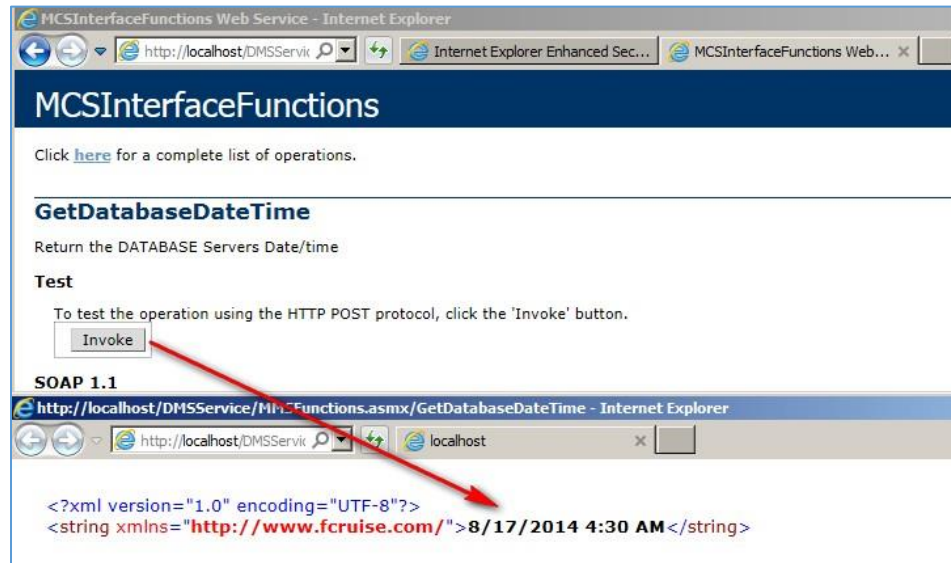 MCSInterfaceFunctions Web Service - Internet Explorer
http://localhost/DMSServic
Internet Explorer Enhanced Sec...
MCSInterfaceFunctions Web...
MCSInterfaceFunctions
Click here for a complete list of operations.
GetDatabaseDateTime
Return the DATABASE Servers Date/time
Test
To test the operation using the HTTP POST protocol, click the 'Invoke' button.
Invoke
SOAP 1.1
http://localhost/DMSService/MMSFunctions.asmx/GetDatabaseDateTime - Internet Explorer
http://localhost/DMSServic
localhost
<?xml version="1.0" encoding="UTF-8"?>
<string xmlns="http://www.fcruise.com/">8/17/2014 4:30 AM</string>